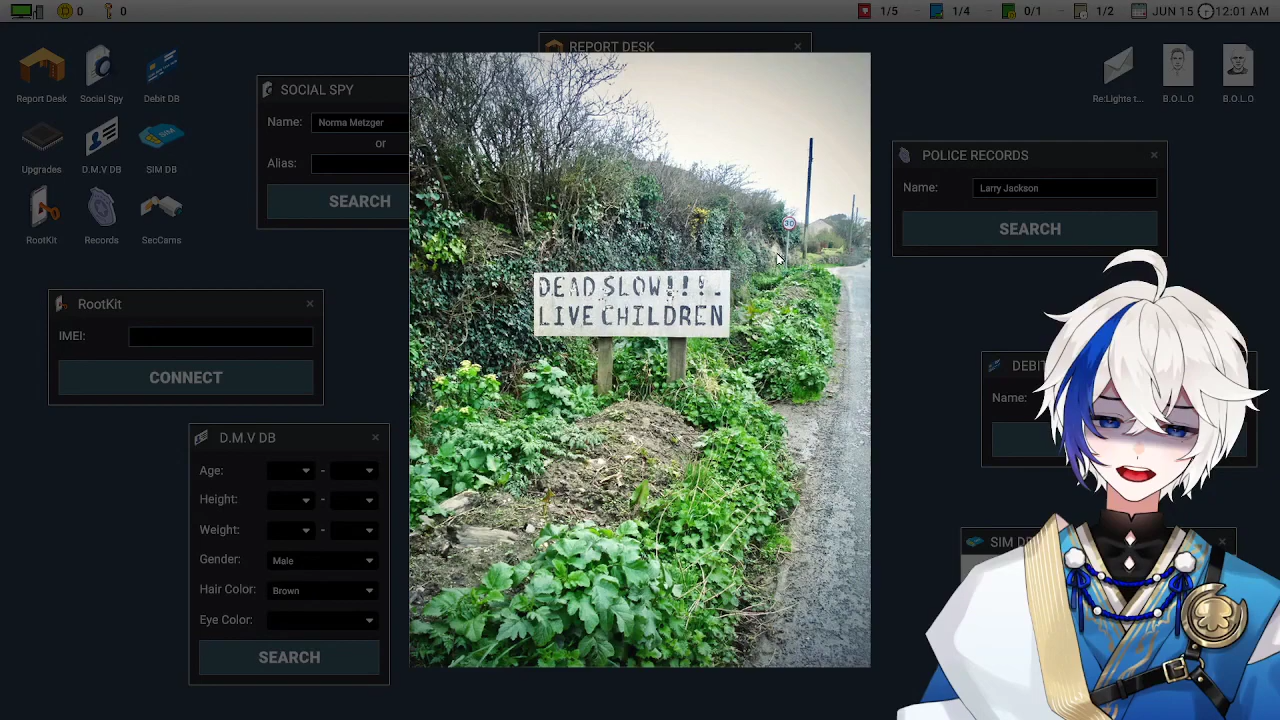 0
0
1/5
1/4
0/1
1/2
JUN 15
12:01 AM
Report Desk
Social Spy
Debit DB
Upgrades
D.M.V DB
SIM DB
RootKit
Records
SecCams
Re:Lights t...
B.O.L.O
B.O.L.O
REPORT DESK
SOCIAL SPY
Name:
Norma Metzger
or
Alias:
SEARCH
POLICE RECORDS
Name:
Larry Jackson
SEARCH
30
DEAD SLOW!!!.
LIVE CHILDREN
RootKit
IMEI:
CONNECT
Name:
D.M.V DB
Age:
-
Height:
-
Weight:
-
Gender:
Male
Hair Color:
Brown
Eye Color:
SEARCH